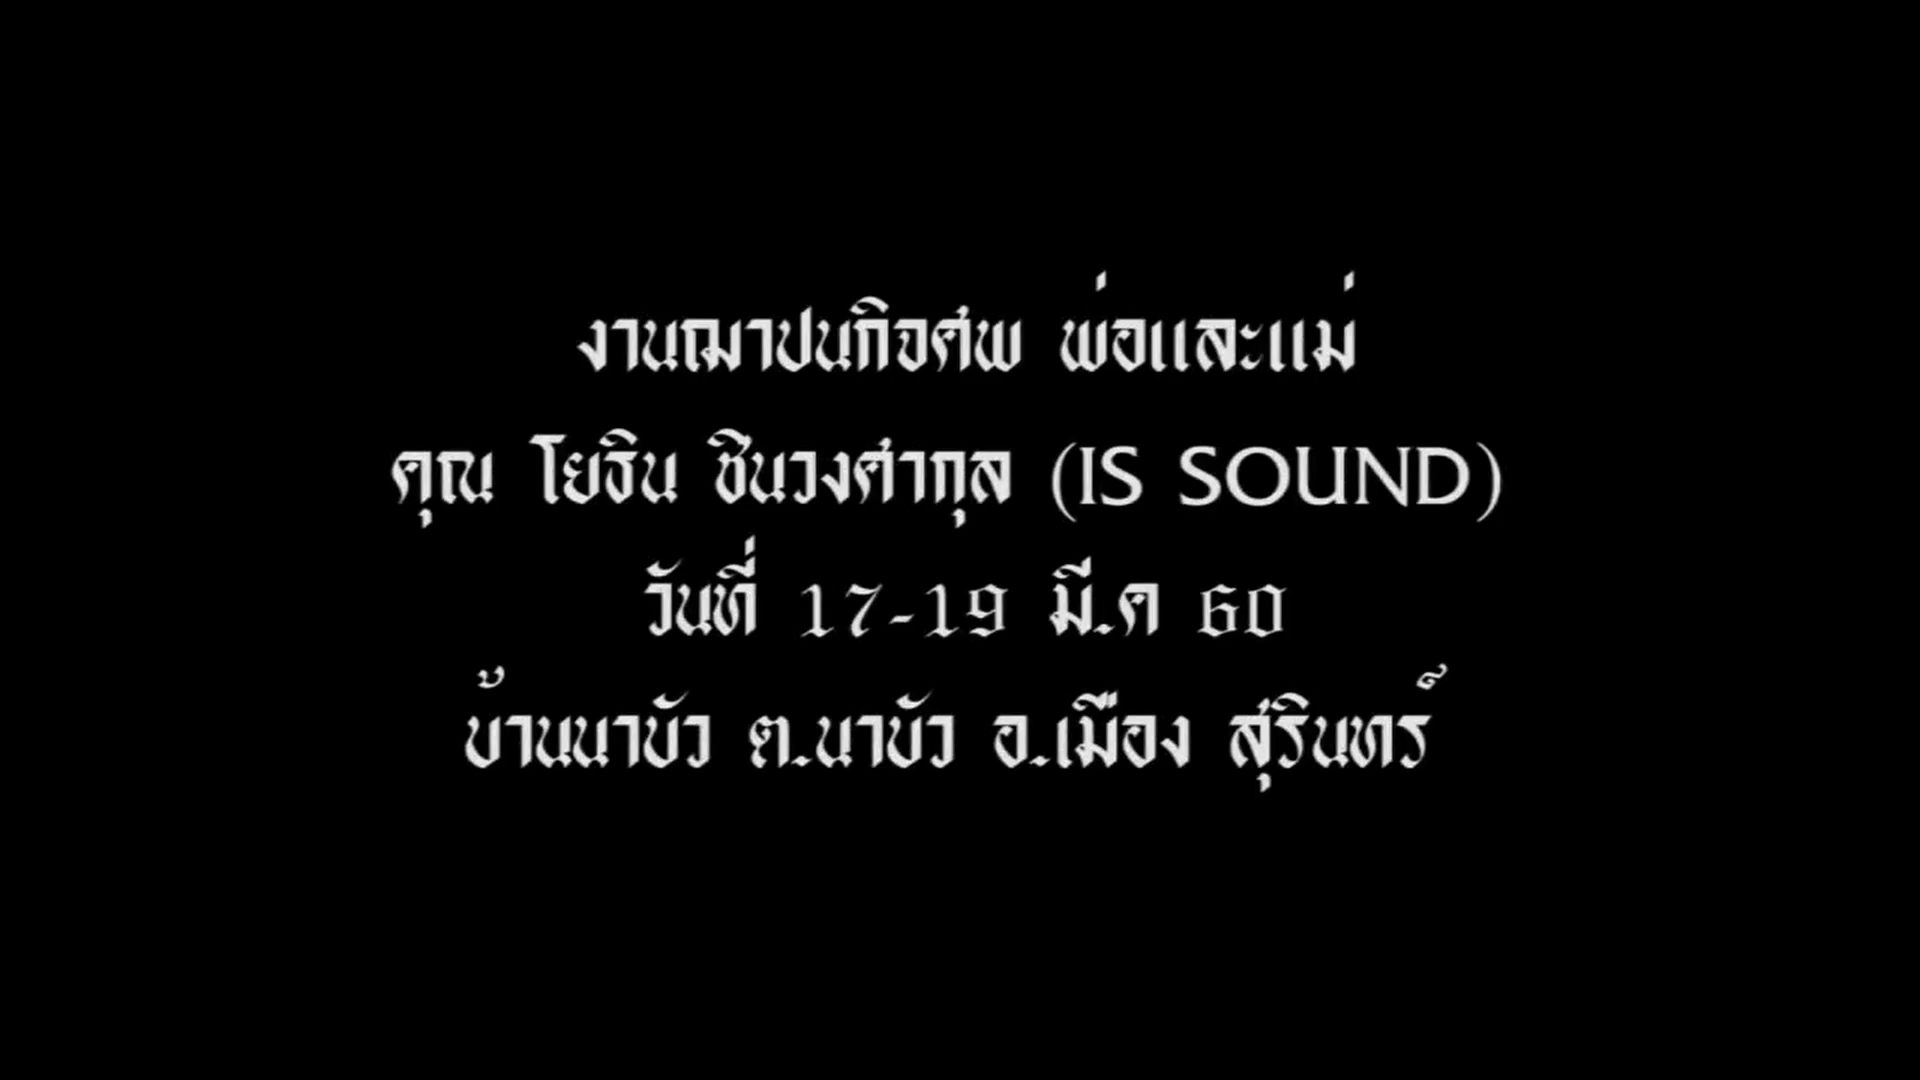 งานฌาปนกิจศพ พ่อและแม่
คุณ โยธิน ชินวงศากุล (IS SOUND)
วันที่ 17-19 มี.ค 60
บ้านนาบัว ต.นาบัว อ.เมือง สุรินทร์